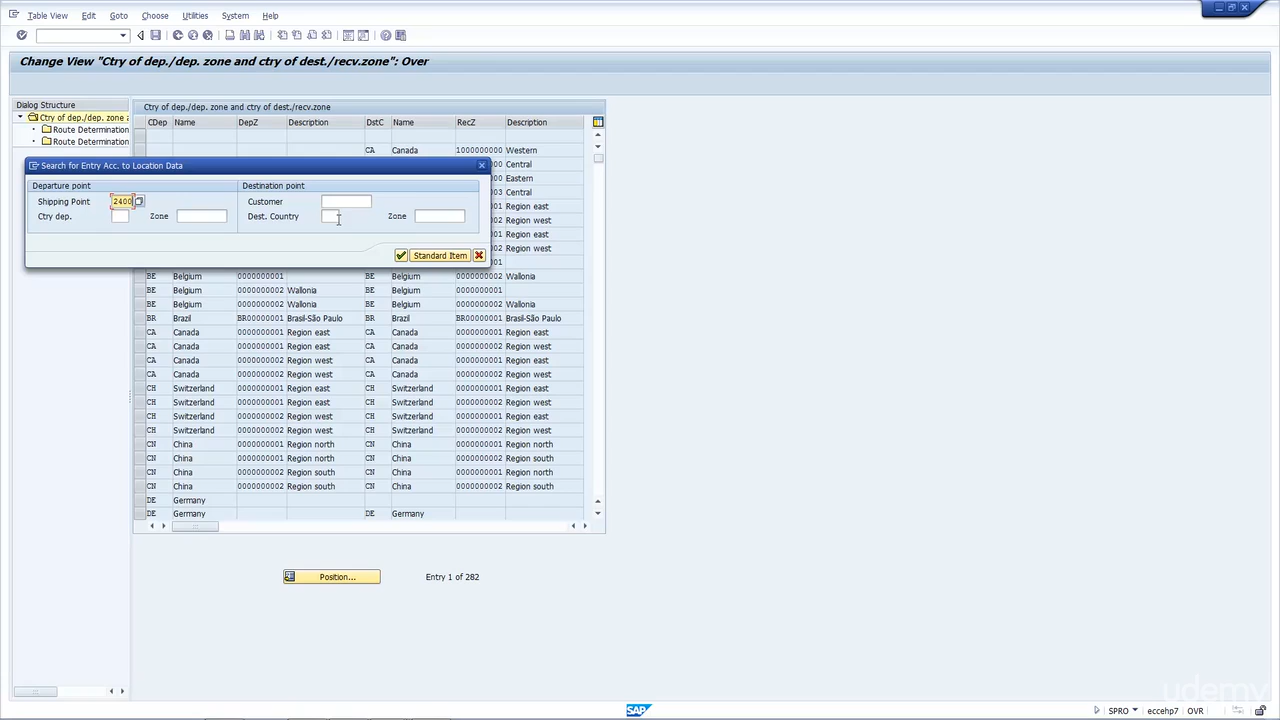 Table View Edit Goto Choose Utilities System Help
Change View "Ctry of dep./dep. zone and ctry of dest./recv.zone": Over
Dialog Structure
Ctry of dep./dep. zone
Route Determination
Route Determination
Ctry of dep./dep. zone and ctry of dest./recv.zone
CDep Name DepZ Description DstC Name RecZ Description
CA Canada 1000000000 Western
Search for Entry Acc. to Location Data
Departure point Destination point
Shipping Point 2400 Customer
Ctry dep. Zone Dest. Country Zone
Standard Item
000 Central
000 Eastern
003 Central
001 Region east
002 Region west
001 Region east
002 Region west
001
BE Belgium 0000000001 BE Belgium 0000000002 Wallonia
BE Belgium 0000000002 Wallonia BE Belgium 0000000001
BE Belgium 0000000002 Wallonia BE Belgium 0000000002 Wallonia
BR Brazil BR00000001 Brasil-São Paulo BR Brazil BR00000001 Brasil-São Paulo
CA Canada 0000000001 Region east CA Canada 0000000001 Region east
CA Canada 0000000001 Region east CA Canada 0000000002 Region west
CA Canada 0000000002 Region west CA Canada 0000000001 Region east
CA Canada 0000000002 Region west CA Canada 0000000002 Region west
CH Switzerland 0000000001 Region east CH Switzerland 0000000001 Region east
CH Switzerland 0000000001 Region east CH Switzerland 0000000002 Region west
CH Switzerland 0000000002 Region west CH Switzerland 0000000001 Region east
CH Switzerland 0000000002 Region west CH Switzerland 0000000002 Region west
CN China 0000000001 Region north CN China 0000000001 Region north
CN China 0000000001 Region north CN China 0000000002 Region south
CN China 0000000002 Region south CN China 0000000001 Region north
CN China 0000000002 Region south CN China 0000000002 Region south
DE Germany
DE Germany DE Germany
Position... Entry 1 of 282
udemy
SAP SPRO eccehp7 OVR